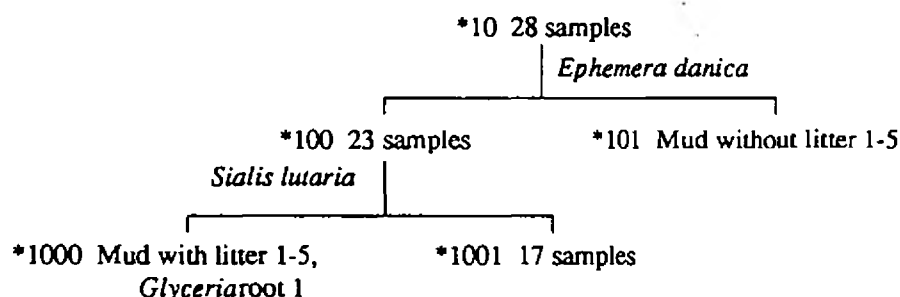 *10 28 samples
Ephemera danica
*100 23 samples
*101 Mud without litter 1-5
Sialis lutaria
*1000 Mud with litter 1-5,
Glyceriaroot 1
*1001 17 samples